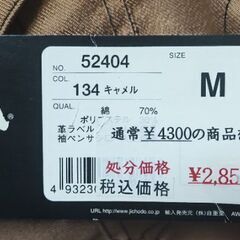 NO. 52404
SIZE
COL
134 キャメル
M
QUAL.
綿 70%
ポリエステル
革ラベル
通常￥4300の商品
袖ペンサ
処分価格
￥2,85
税込価格
49323
URL http://www.jichodo.co.jp 輸入発売元 (株)自重堂